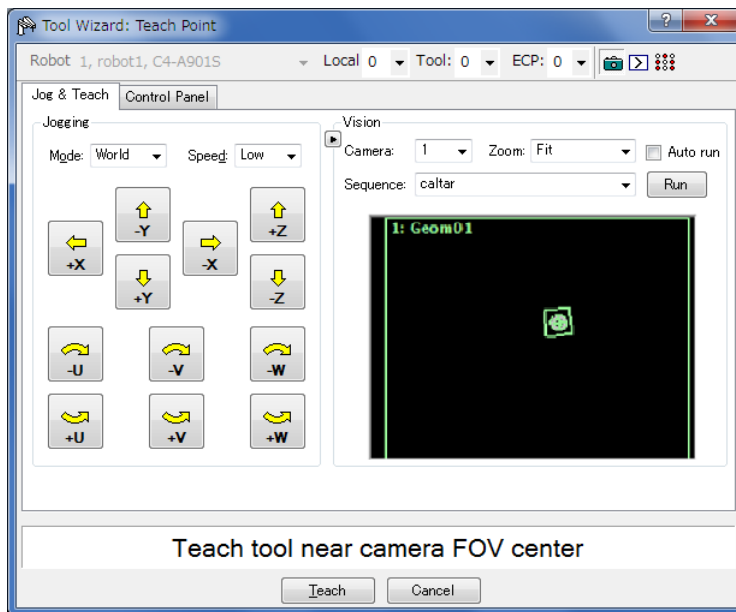 Tool Wizard: Teach Point
Robot 1, robot1, C4-A901S Local 0 Tool: 0 ECP: 0
Jog & Teach Control Panel
Jogging
Mode: World Speed: Low
-Y
+Z
+X
-X
+Y
-Z
-U -V -W
+U +V +W
Vision
Camera: 1 Zoom: Fit Auto run
Sequence: caltar Run
1: Geom01
Teach tool near camera FOV center
Teach Cancel